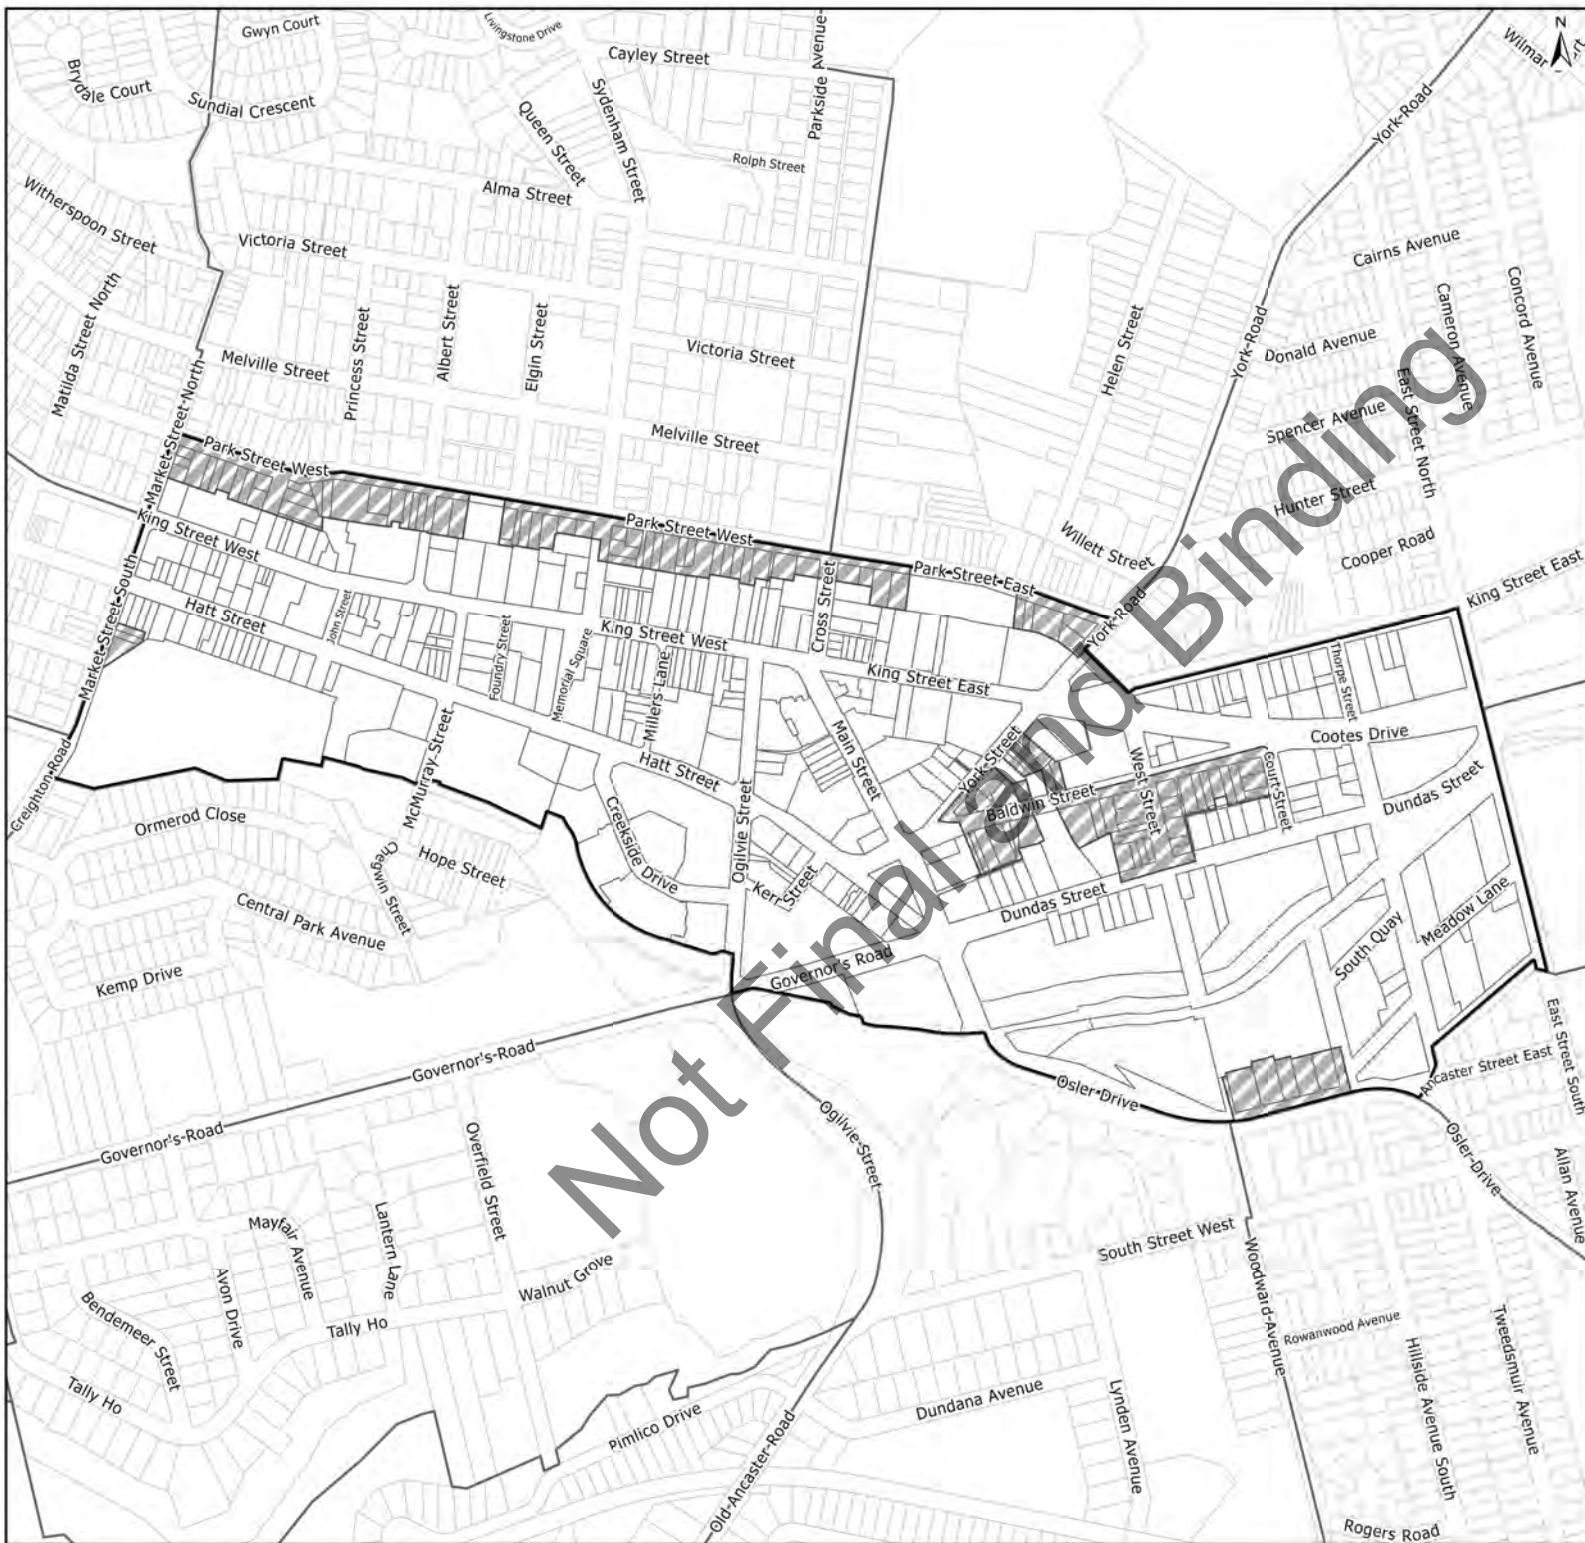 Gwyn Court
Livingstone Drive
Cayley Street
Parkside Avenue
N
Wilmar
York Road
Brydale Court
Sundial Crescent
Queen Street
Sydenham Street
Rolph Street
Alma Street
Witherspoon Street
Victoria Street
Cairns Avenue
Concord Avenue
Cameron Avenue
Matilda Street North
Princess Street
Albert Street
Elgin Street
Victoria Street
Helen Street
York Road
Donald Avenue
East Street North
Melville Street
Market Street North
Melville Street
Spencer Avenue
Park Street West
Hunter Street
King Street West
Park Street West
Willett Street
Cooper Road
Park Street East
King Street East
York Road
Market Street South
Hatt Street
John Street
Foundry Street
Memorial Square
King Street West
Millers Lane
Cross Street
King Street East
Thorpe Street
Main Street
Cootes Drive
York Street
West Street
Court Street
Baldwin Street
Dundas Street
Creighton Road
McMurray Street
Hatt Street
Ogilvie Street
Creekside Drive
Kerr Street
Dundas Street
Ormerod Close
Chegwin Street
Hope Street
Central Park Avenue
Kemp Drive
Governor's Road
South Quay
Meadow Lane
Governor's Road
Governor's Road
Osler Drive
Ancaster Street East
East Street South
Not Final and Binding
Ogilvie Street
Overfield Street
Osler Drive
Allan Avenue
Mayfair Avenue
Lantern Lane
Avon Drive
Walnut Grove
South Street West
Woodward Avenue
Bendemeer Street
Tally Ho
Tally Ho
Rowanwood Avenue
Hillside Avenue South
Tweedsmuir Avenue
Pimlico Drive
Old Ancaster Road
Dundana Avenue
Lynden Avenue
Rogers Road